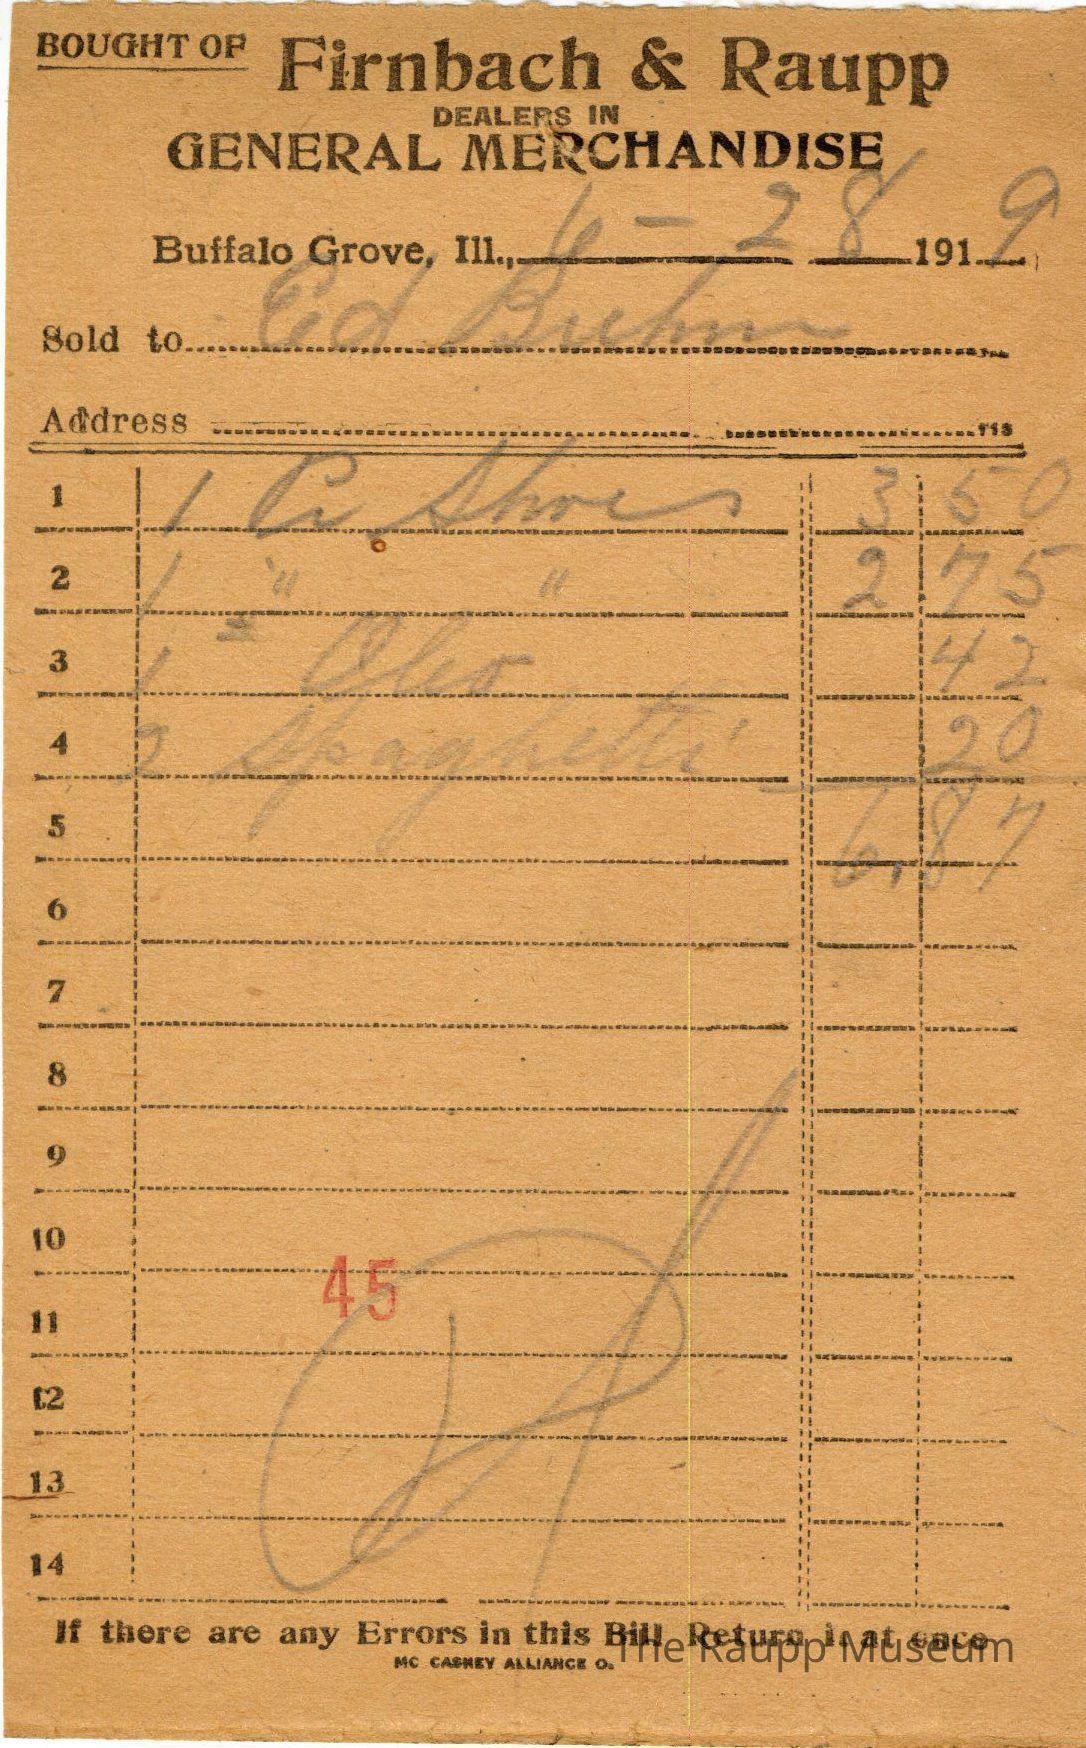 BOUGHT OF Firnbach & Raupp
DEALERS IN
GENERAL MERCHANDISE
Buffalo Grove, Ill., 6 - 28 1919
Sold to Ed Buhm
Address 113
1 1 Pr Shoes 3 50
2 1 " " 2 75
3 1 # Oleo 42
4 2 Spaghetti 20
5 6.87
6
7
8
9
10
45
11
12
13
14
If there are any Errors in this Bill Return it at once
MC CASKEY ALLIANCE O.
The Raupp Museum